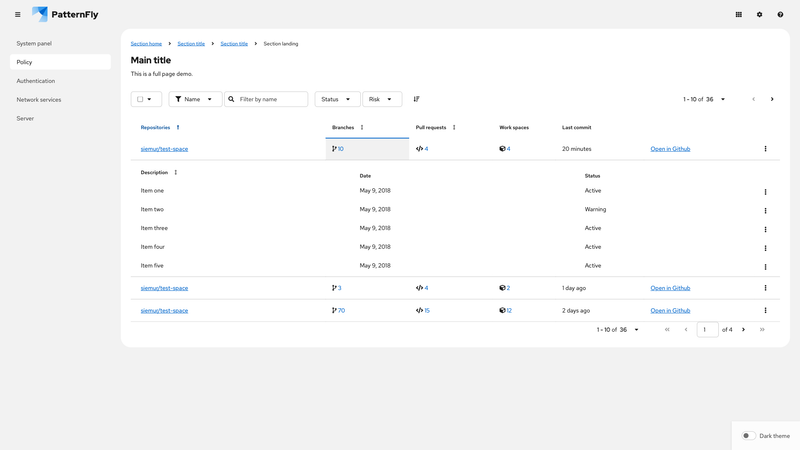 PatternFly
System panel
Policy
Authentication
Network services
Server
Section home Section title Section title Section landing
Main title
This is a full page demo.
Name Filter by name Status Risk 1 - 10 of 36
Repositories Branches Pull requests Work spaces Last commit
siemur/test-space 10 4 4 20 minutes Open in Github
Description Date Status
Item one May 9, 2018 Active
Item two May 9, 2018 Warning
Item three May 9, 2018 Active
Item four May 9, 2018 Active
Item five May 9, 2018 Active
siemur/test-space 3 4 2 1 day ago Open in Github
siemur/test-space 70 15 12 2 days ago Open in Github
1 - 10 of 36 1 of 4
Dark theme